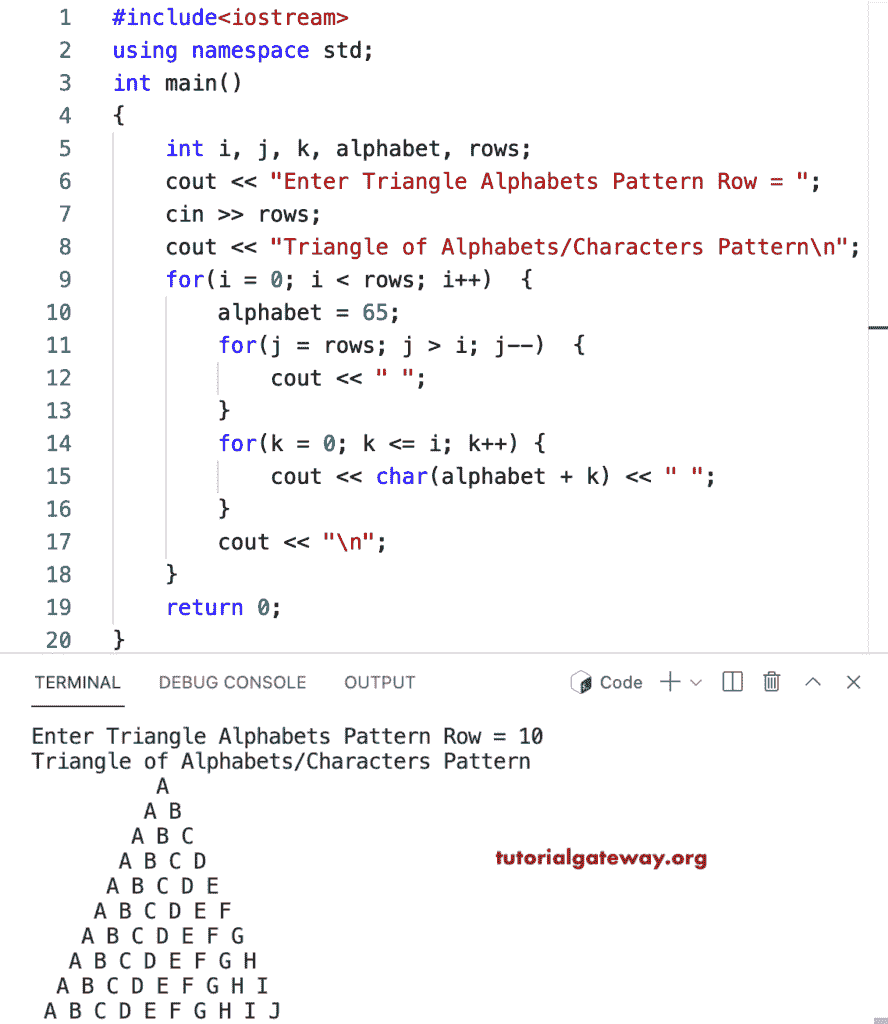 1 #include<iostream>
2 using namespace std;
3 int main()
4 {
5     int i, j, k, alphabet, rows;
6     cout << "Enter Triangle Alphabets Pattern Row = ";
7     cin >> rows;
8     cout << "Triangle of Alphabets/Characters Pattern\n";
9     for(i = 0; i < rows; i++)  {
10         alphabet = 65;
11         for(j = rows; j > i; j--)  {
12             cout << " ";
13         }
14         for(k = 0; k <= i; k++) {
15             cout << char(alphabet + k) << " ";
16         }
17         cout << "\n";
18     }
19     return 0;
20 }
TERMINAL DEBUG CONSOLE OUTPUT Code
Enter Triangle Alphabets Pattern Row = 10
Triangle of Alphabets/Characters Pattern
          A
         A B
        A B C
       A B C D
tutorialgateway.org
      A B C D E
     A B C D E F
    A B C D E F G
   A B C D E F G H
  A B C D E F G H I
 A B C D E F G H I J